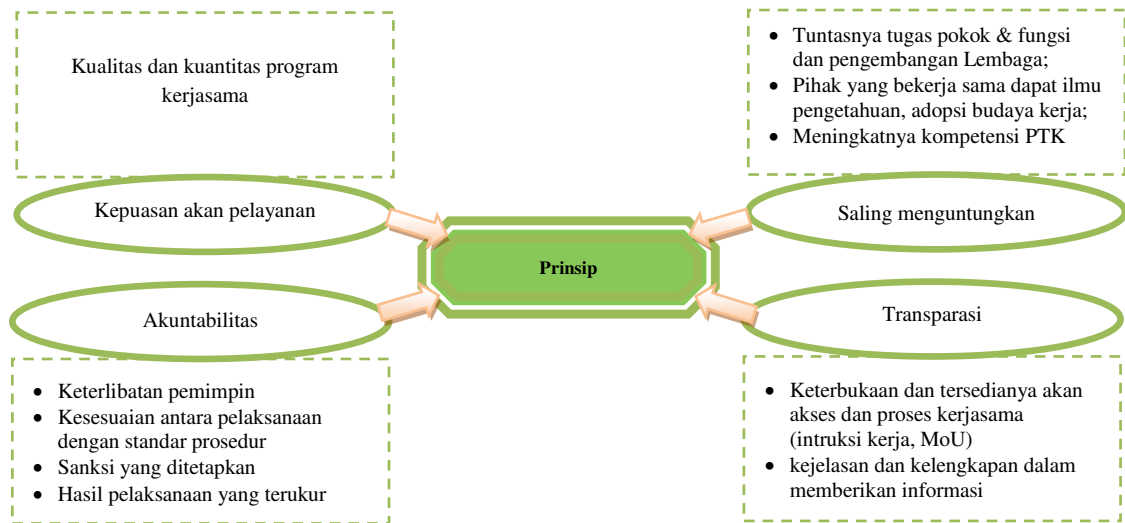 Kualitas dan kuantitas program
kerjasama
Kepuasan akan pelayanan
• Tuntasnya tugas pokok & fungsi
dan pengembangan Lembaga;
• Pihak yang bekerja sama dapat ilmu
pengetahuan, adopsi budaya kerja;
• Meningkatnya kompetensi PTK
Saling menguntungkan
Prinsip
Akuntabilitas
• Keterlibatan pemimpin
• Kesesuaian antara pelaksanaan
dengan standar prosedur
• Sanksi yang ditetapkan
• Hasil pelaksanaan yang terukur
Transparasi
• Keterbukaan dan tersedianya akan
akses dan proses kerjasama
(intruksi kerja, MoU)
• kejelasan dan kelengkapan dalam
memberikan informasi